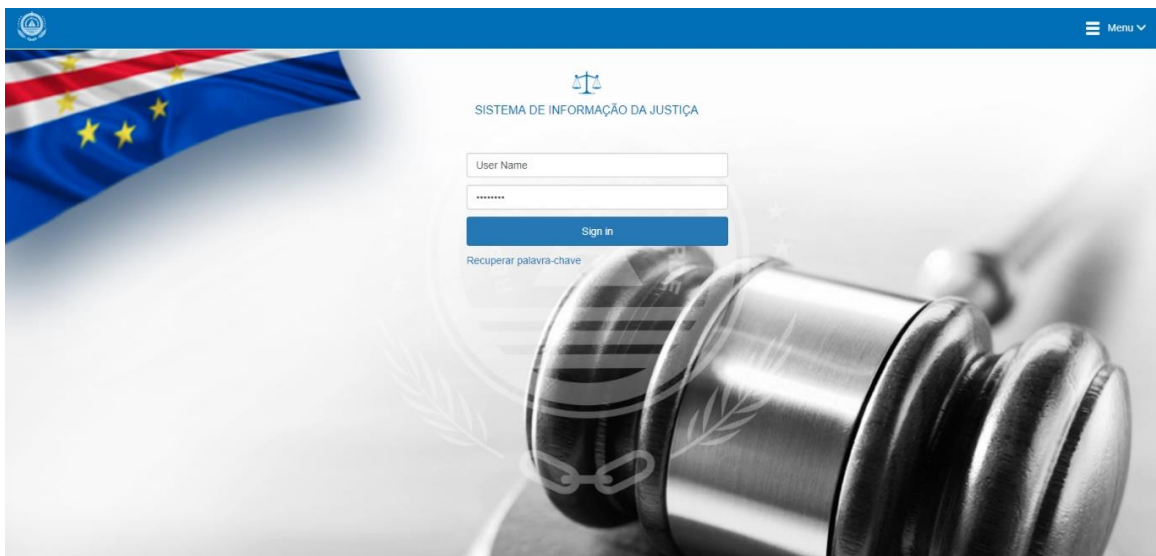 Menu
SISTEMA DE INFORMAÇÃO DA JUSTIÇA
User Name
••••••••
Sign in
Recuperar palavra-chave